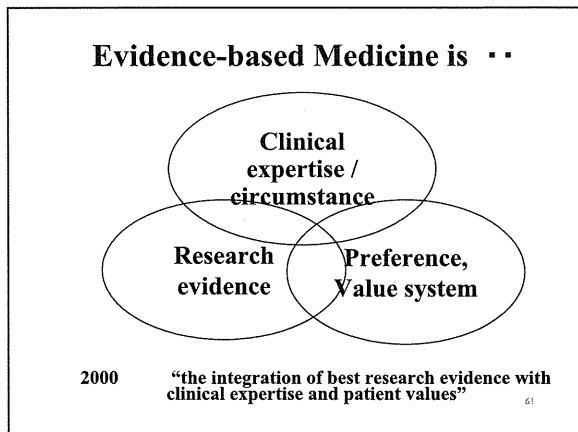 Evidence-based Medicine is ･･
Clinical
expertise /
circumstance
Research
evidence
Preference,
Value system
2000 “the integration of best research evidence with
clinical expertise and patient values”
61